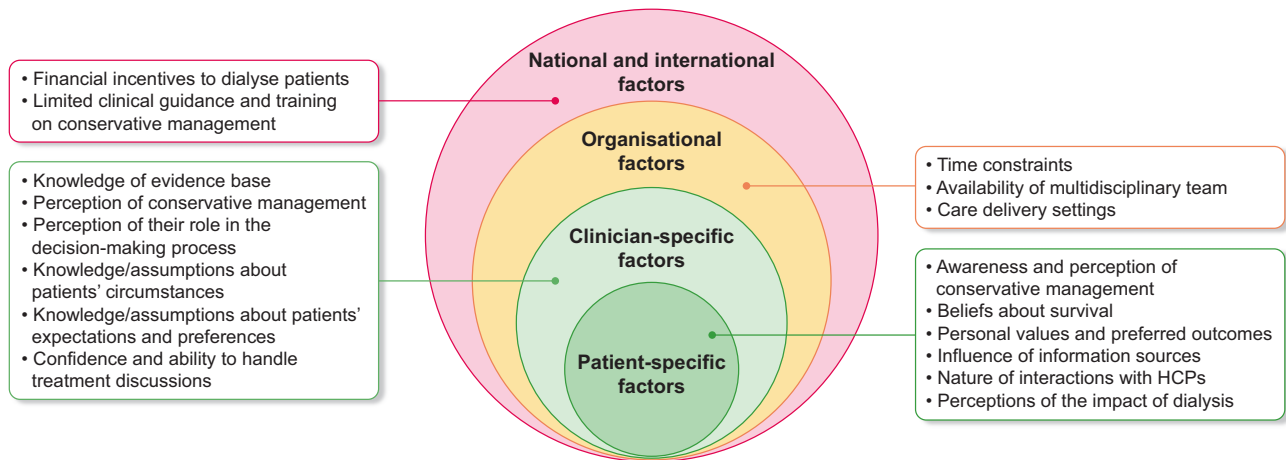 National and international
factors
• Financial incentives to dialyse patients
• Limited clinical guidance and training
on conservative management
Organisational
factors
• Time constraints
• Availability of multidisciplinary team
• Care delivery settings
Clinician-specific
factors
• Knowledge of evidence base
• Perception of conservative management
• Perception of their role in the
decision-making process
• Knowledge/assumptions about
patients’ circumstances
• Knowledge/assumptions about patients’
expectations and preferences
• Confidence and ability to handle
treatment discussions
Patient-specific
factors
• Awareness and perception of
conservative management
• Beliefs about survival
• Personal values and preferred outcomes
• Influence of information sources
• Nature of interactions with HCPs
• Perceptions of the impact of dialysis